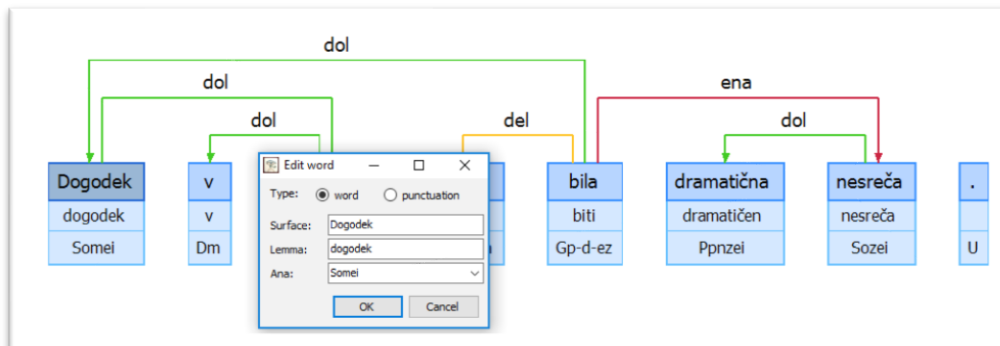 dol
dol
ena
dol
del
dol
Dogodek v bila dramatična nesreča .
dogodek v biti dramatičen nesreča
Somei Dm Gp-d-ez Ppnzei Sozei U
Edit word
Type: word punctuation
Surface: Dogodek
Lemma: dogodek
Ana: Somei
OK Cancel